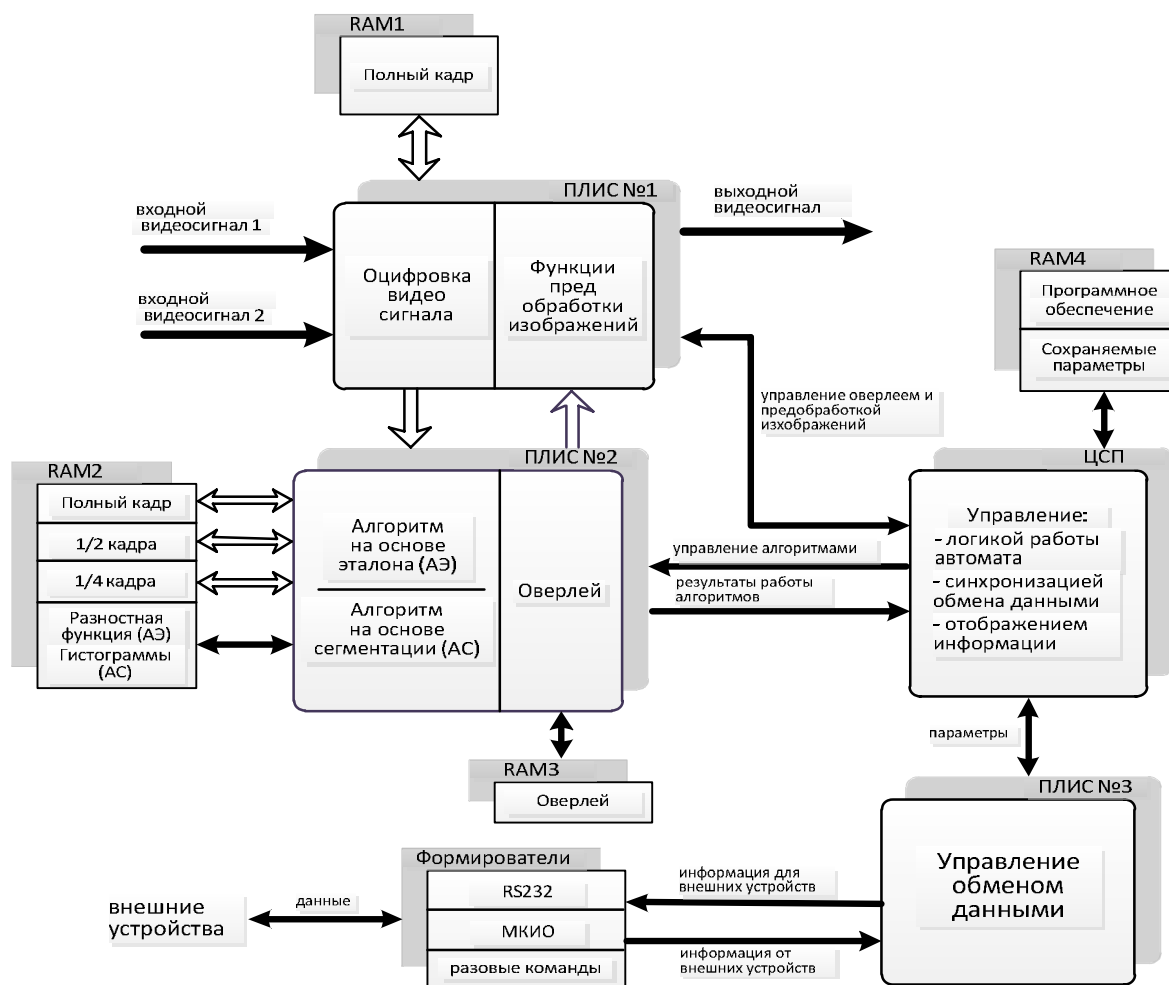 RAM1
Полный кадр
ПЛИС №1
входной
видеосигнал 1
выходной
видеосигнал
входной
видеосигнал 2
Оцифровка
видео
сигнала
Функции
пред
обработки
изображений
RAM4
Программное
обеспечение
Сохраняемые
параметры
управление оверлеем и
предобработкой
изхображений
ПЛИС №2
ЦСП
RAM2
Полный кадр
1/2 кадра
1/4 кадра
Разностная
функция (АЭ)
Гистограммы
(АС)
Алгоритм
на основе
эталона (АЭ)
Алгоритм
на основе
сегментации (АС)
Оверлей
управление алгоритмами
результаты работы
алгоритмов
Управление:
- логикой работы
автомата
- синхронизацией
обмена данными
- отображением
информации
параметры
RAM3
Оверлей
ПЛИС №3
Управление
обменом
данными
Формирователи
RS232
МКИО
разовые команды
внешние
устройства
данные
информация для
внешних устройств
информация от
внешних устройств